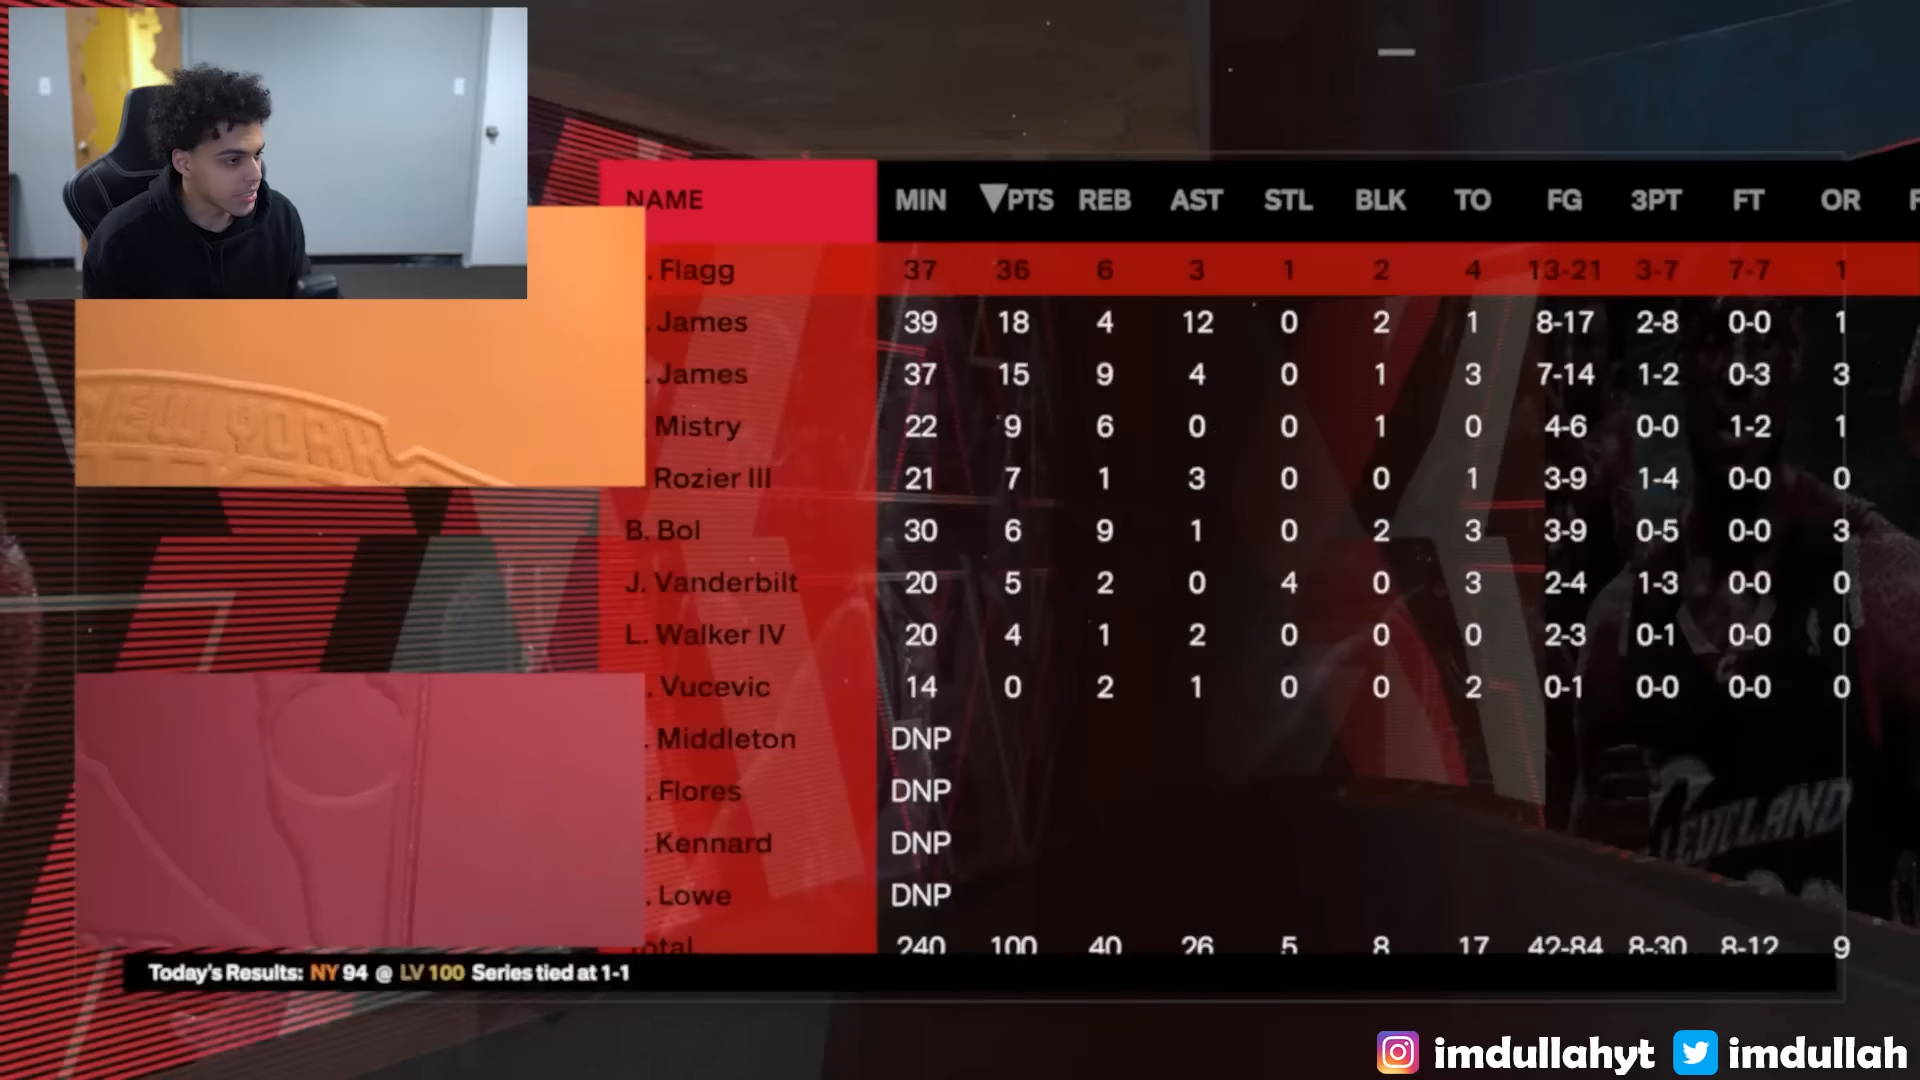 NAME MIN PTS REB AST STL BLK TO FG 3PT FT OR
. Flagg 37 36 6 3 1 2 4 13-21 3-7 7-7 1
. James 39 18 4 12 0 2 1 8-17 2-8 0-0 1
. James 37 15 9 4 0 1 3 7-14 1-2 0-3 3
Mistry 22 9 6 0 0 1 0 4-6 0-0 1-2 1
Rozier III 21 7 1 3 0 0 1 3-9 1-4 0-0 0
B. Bol 30 6 9 1 0 2 3 3-9 0-5 0-0 3
J. Vanderbilt 20 5 2 0 4 0 3 2-4 1-3 0-0 0
L. Walker IV 20 4 1 2 0 0 0 2-3 0-1 0-0 0
. Vucevic 14 0 2 1 0 0 2 0-1 0-0 0-0 0
. Middleton DNP
. Flores DNP
. Kennard DNP
. Lowe DNP
Total 240 100 40 26 5 8 17 42-84 8-30 8-12 9
NEW YORK
CLEVELAND
Today's Results: NY 94 @ LV 100 Series tied at 1-1
imdullahyt imdullah